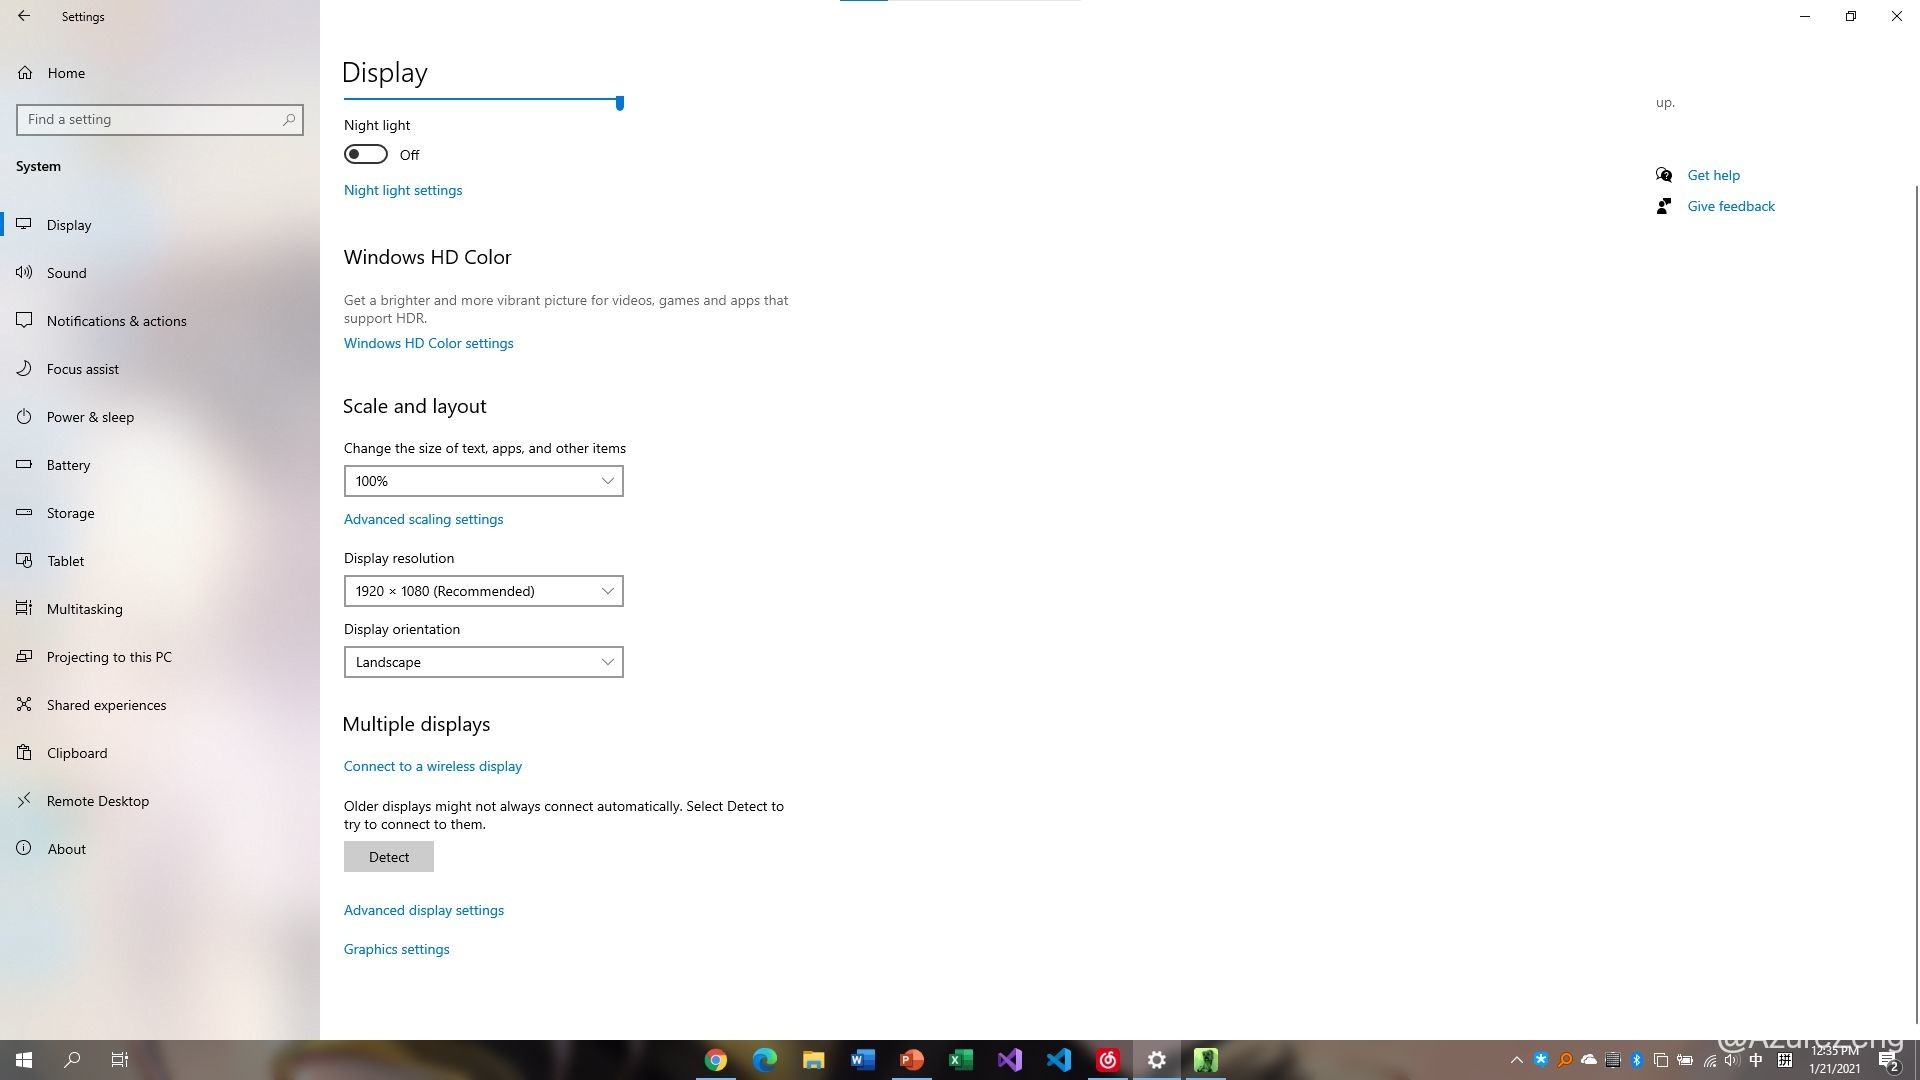 Settings
Home
Find a setting
System
Display
Sound
Notifications & actions
Focus assist
Power & sleep
Battery
Storage
Tablet
Multitasking
Projecting to this PC
Shared experiences
Clipboard
Remote Desktop
About
Display
Night light
Off
Night light settings
Windows HD Color
Get a brighter and more vibrant picture for videos, games and apps that
support HDR.
Windows HD Color settings
Scale and layout
Change the size of text, apps, and other items
100%
Advanced scaling settings
Display resolution
1920 × 1080 (Recommended)
Display orientation
Landscape
Multiple displays
Connect to a wireless display
Older displays might not always connect automatically. Select Detect to
try to connect to them.
Detect
Advanced display settings
Graphics settings
up.
Get help
Give feedback
中
拼
12:35 PM
1/21/2021
2